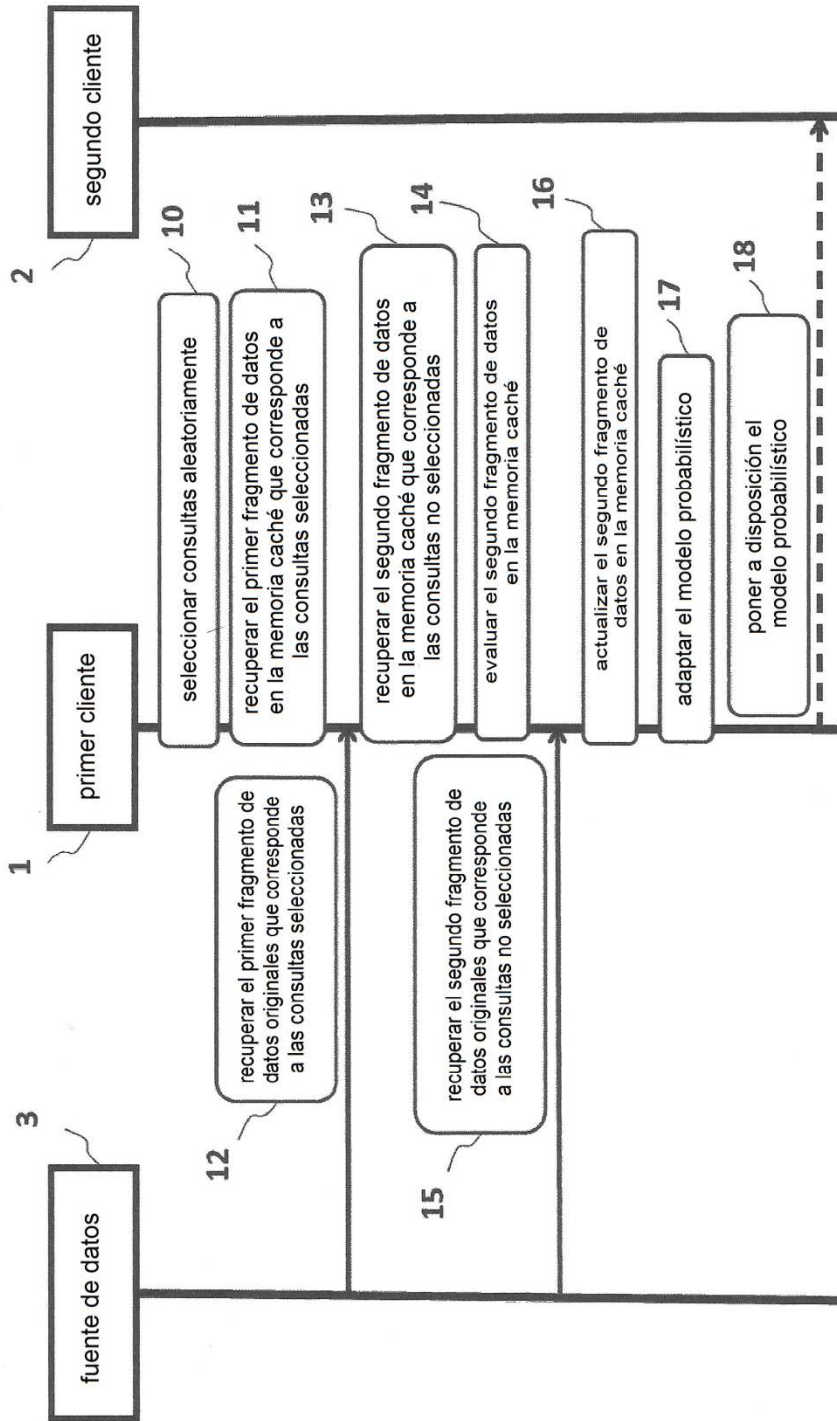 3
fuente de datos
1
primer cliente
2
segundo cliente
seleccionar consultas aleatoriamente
10
recuperar el primer fragmento de datos
en la memoria caché que corresponde a
las consultas seleccionadas
11
12
recuperar el primer fragmento de
datos originales que corresponde
a las consultas seleccionadas
recuperar el segundo fragmento de datos
en la memoria caché que corresponde a
las consultas no seleccionadas
13
evaluar el segundo fragmento de datos
en la memoria caché
14
15
recuperar el segundo fragmento de
datos originales que corresponde
a las consultas no seleccionadas
actualizar el segundo fragmento de
datos en la memoria caché
16
adaptar el modelo probabilístico
17
poner a disposición el
modelo probabilístico
18